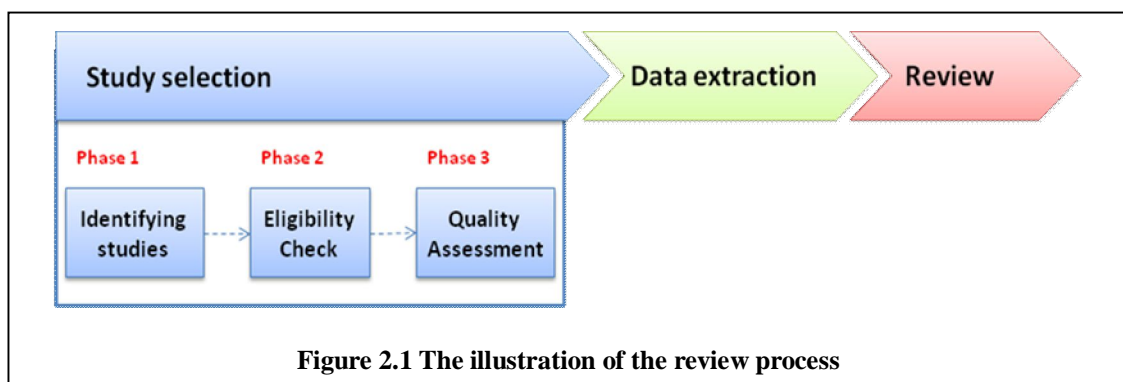 Study selection
Data extraction
Review
Phase 1
Phase 2
Phase 3
Identifying
studies
Eligibility
Check
Quality
Assessment
Figure 2.1 The illustration of the review process